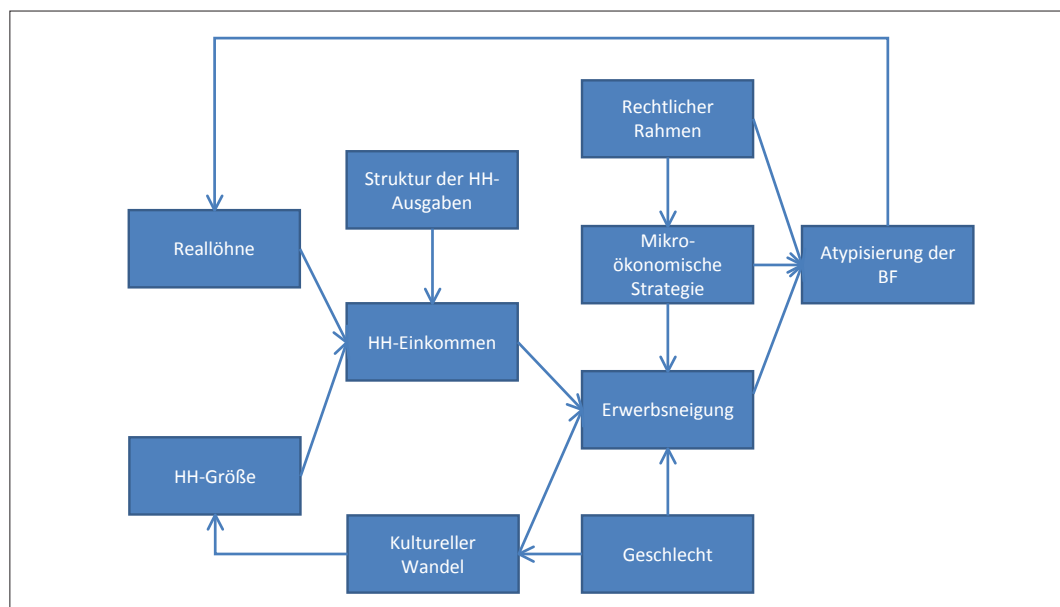 Rechtlicher
Rahmen
Struktur der HH-
Ausgaben
Reallöhne
Mikro-
ökonomische
Strategie
Atypisierung der
BF
HH-Einkommen
Erwerbsneigung
HH-Größe
Kultureller
Wandel
Geschlecht